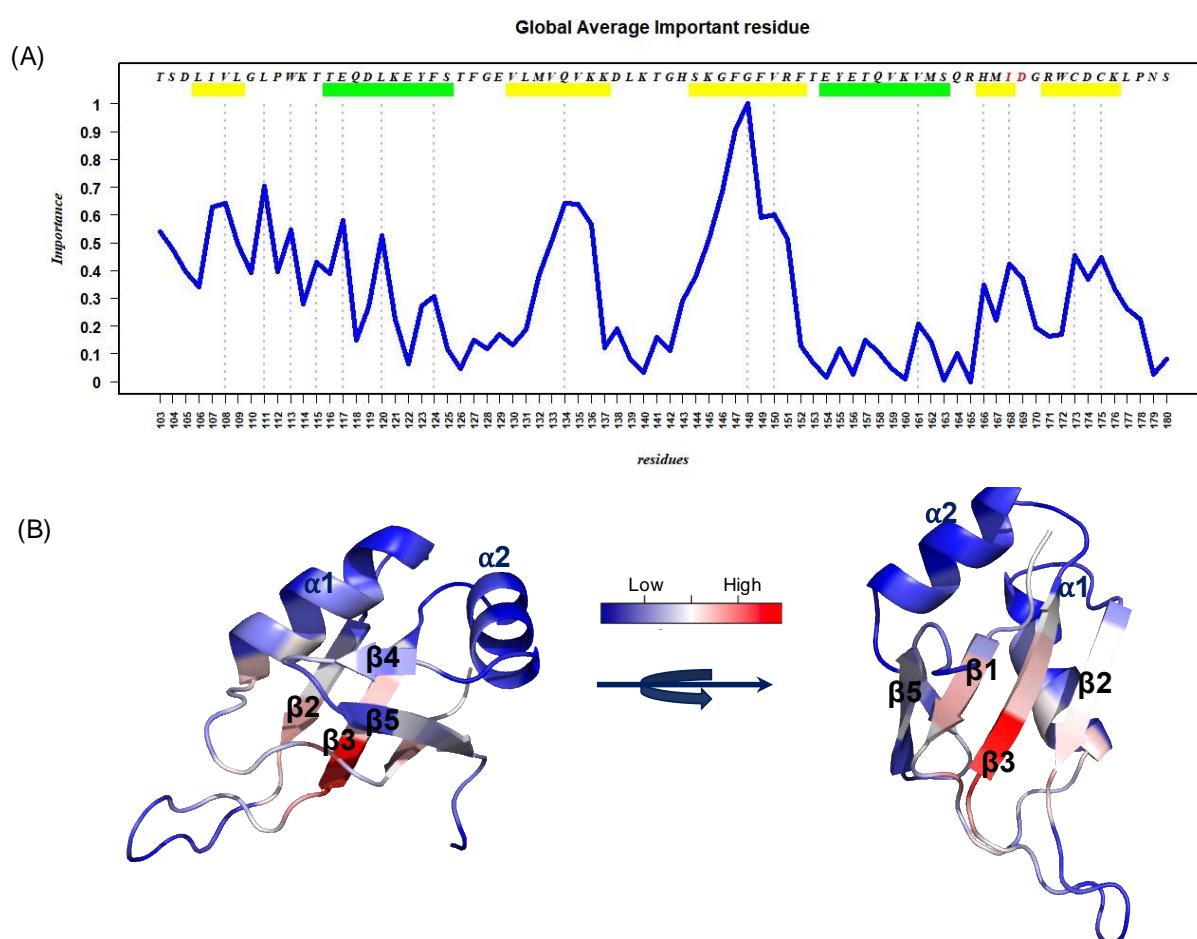 Global Average Important residue
(A)
T S D L I V L G L P W K T T E Q D L K E Y F S T F G E V L M V Q V K K D L K T G H S K G F G F V R F T E Y E T Q V K V M S Q R H M I D G R W C D C K L P N S
1
0.9
0.8
0.7
0.6
0.5
0.4
0.3
0.2
0.1
0
Importance
103 104 105 106 107 108 109 110 111 112 113 114 115 116 117 118 119 120 121 122 123 124 125 126 127 128 129 130 131 132 133 134 135 136 137 138 139 140 141 142 143 144 145 146 147 148 149 150 151 152 153 154 155 156 157 158 159 160 161 162 163 164 165 166 167 168 169 170 171 172 173 174 175 176 177 178 179 180
residues
(B)
α1
α2
β4
β2
β5
β3
Low High
α2
α1
β1
β5
β2
β3